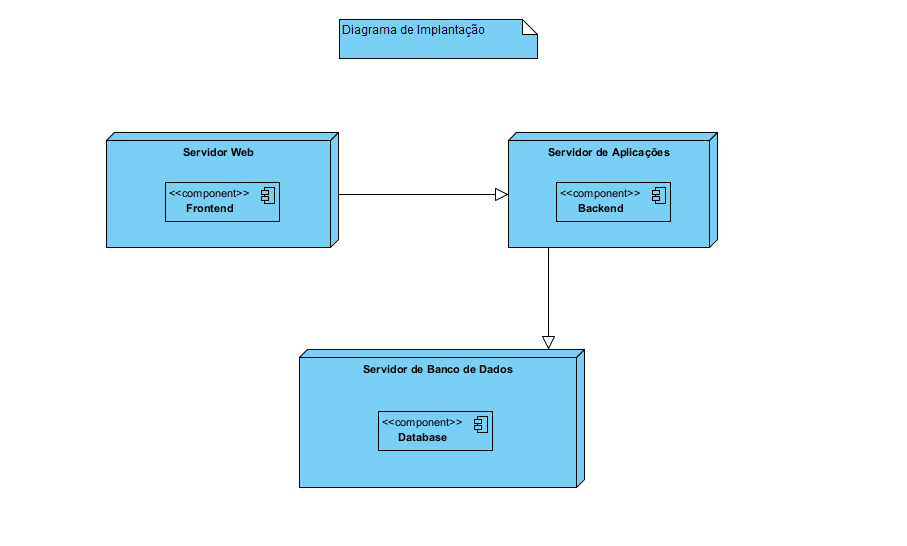 Diagrama de Implantação
Servidor Web
<<component>>
Frontend
Servidor de Aplicações
<<component>>
Backend
Servidor de Banco de Dados
<<component>>
Database